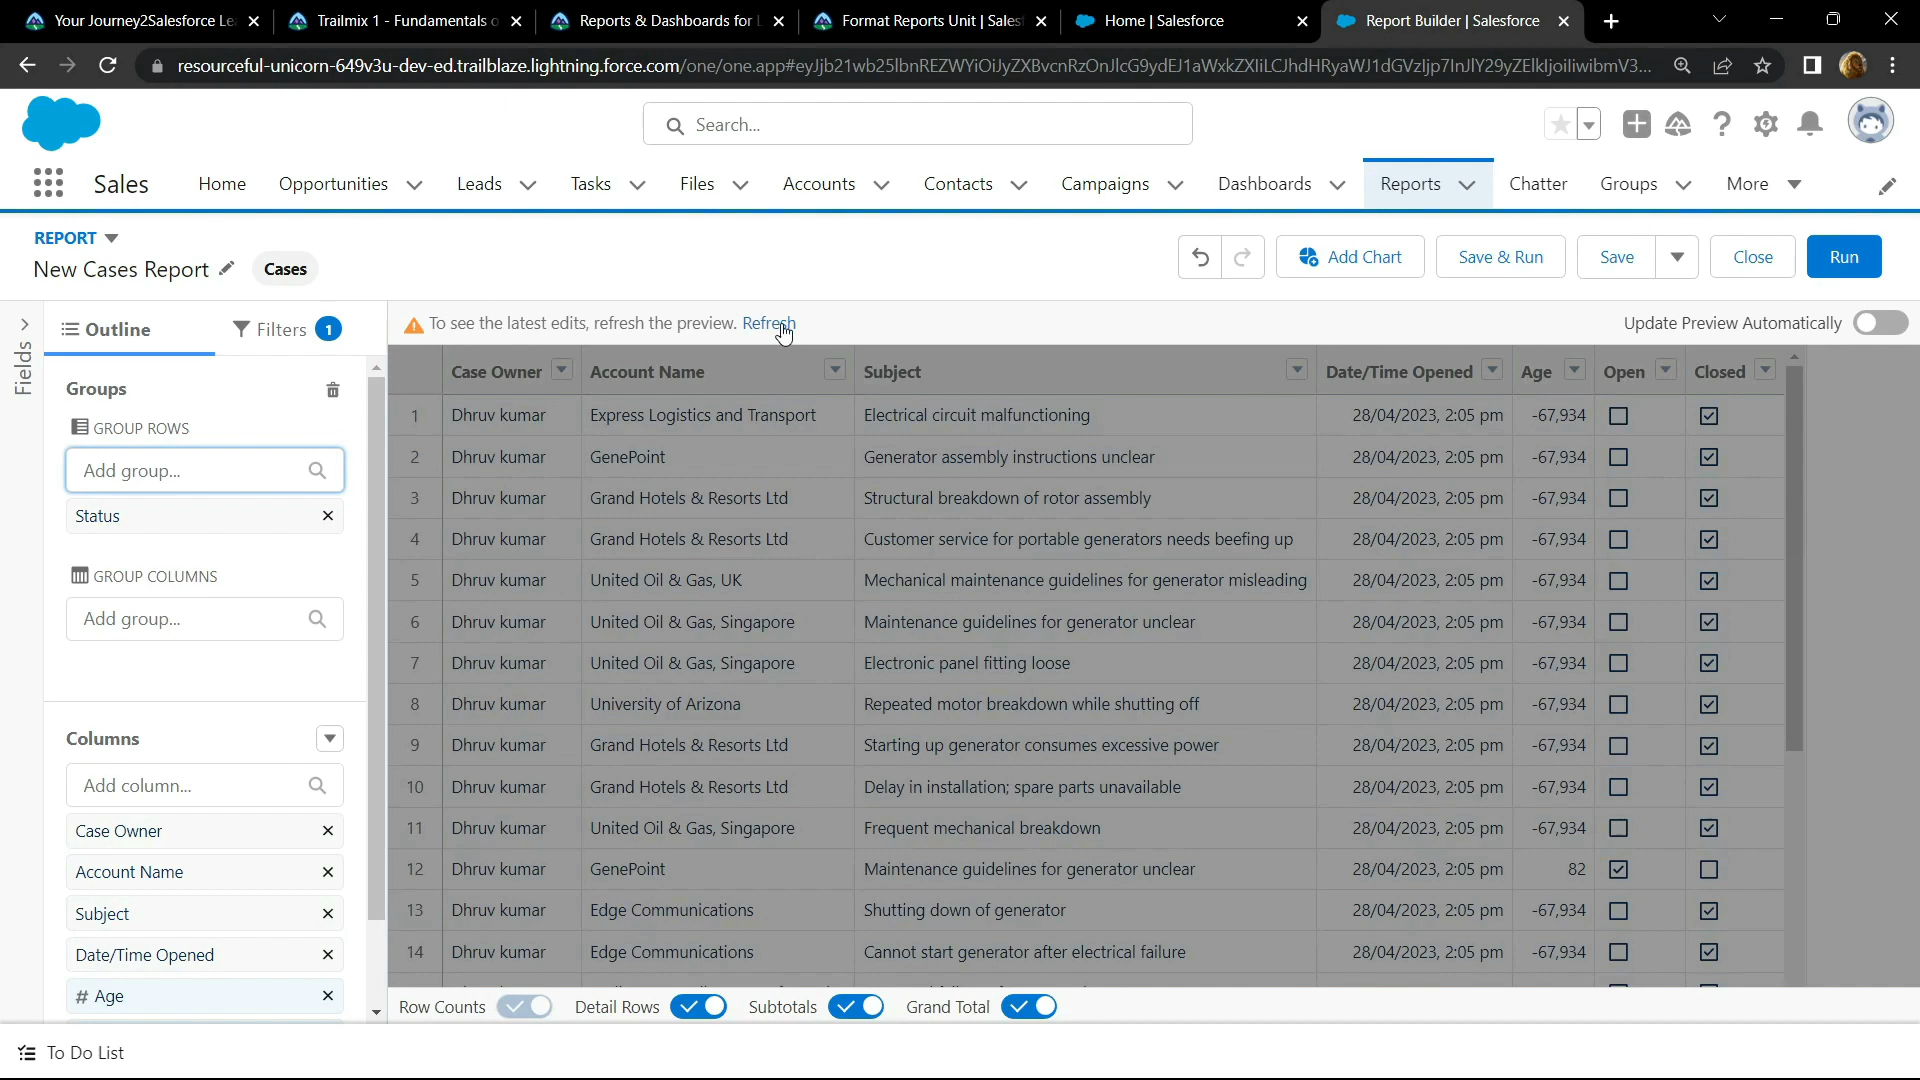 Your Journey2Salesforce Le
Trailmix 1 - Fundamentals o
Reports & Dashboards for L
Format Reports Unit | Salesf
Home | Salesforce
Report Builder | Salesforce
Search...
Sales
Home
Opportunities
Leads
Tasks
Files
Accounts
Contacts
Campaigns
Dashboards
Reports
Chatter
Groups
More
REPORT
New Cases Report
Cases
Add Chart
Save & Run
Save
Close
Run
Fields
Outline
Filters 1
To see the latest edits, refresh the preview. Refresh
Update Preview Automatically
Groups
GROUP ROWS
Add group...
Status
GROUP COLUMNS
Add group...
Columns
Add column...
Case Owner
Account Name
Subject
Date/Time Opened
# Age
Case Owner Account Name Subject Date/Time Opened Age Open Closed
1 Dhruv kumar Express Logistics and Transport Electrical circuit malfunctioning 28/04/2023, 2:05 pm -67,934
2 Dhruv kumar GenePoint Generator assembly instructions unclear 28/04/2023, 2:05 pm -67,934
3 Dhruv kumar Grand Hotels & Resorts Ltd Structural breakdown of rotor assembly 28/04/2023, 2:05 pm -67,934
4 Dhruv kumar Grand Hotels & Resorts Ltd Customer service for portable generators needs beefing up 28/04/2023, 2:05 pm -67,934
5 Dhruv kumar United Oil & Gas, UK Mechanical maintenance guidelines for generator misleading 28/04/2023, 2:05 pm -67,934
6 Dhruv kumar United Oil & Gas, Singapore Maintenance guidelines for generator unclear 28/04/2023, 2:05 pm -67,934
7 Dhruv kumar United Oil & Gas, Singapore Electronic panel fitting loose 28/04/2023, 2:05 pm -67,934
8 Dhruv kumar University of Arizona Repeated motor breakdown while shutting off 28/04/2023, 2:05 pm -67,934
9 Dhruv kumar Grand Hotels & Resorts Ltd Starting up generator consumes excessive power 28/04/2023, 2:05 pm -67,934
10 Dhruv kumar Grand Hotels & Resorts Ltd Delay in installation; spare parts unavailable 28/04/2023, 2:05 pm -67,934
11 Dhruv kumar United Oil & Gas, Singapore Frequent mechanical breakdown 28/04/2023, 2:05 pm -67,934
12 Dhruv kumar GenePoint Maintenance guidelines for generator unclear 28/04/2023, 2:05 pm 82
13 Dhruv kumar Edge Communications Shutting down of generator 28/04/2023, 2:05 pm -67,934
14 Dhruv kumar Edge Communications Cannot start generator after electrical failure 28/04/2023, 2:05 pm -67,934
Row Counts
Detail Rows
Subtotals
Grand Total
To Do List